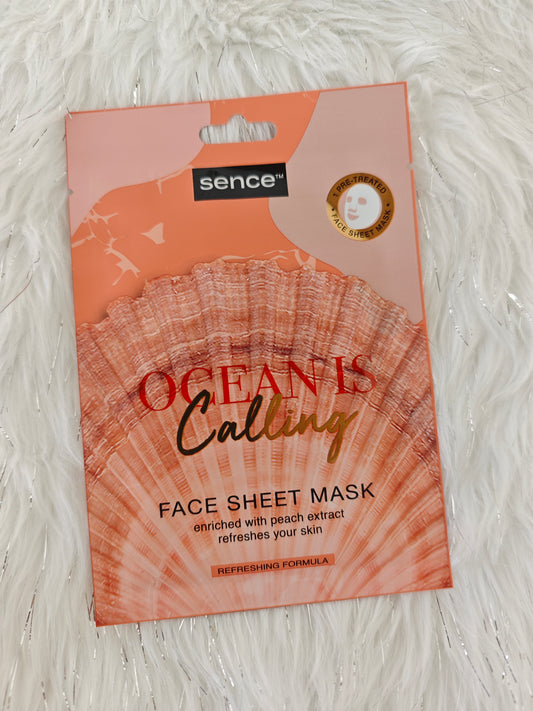 sence™
1 PRE-TREATED
• FACE SHEET MASK •
OCEAN IS
Calling
FACE SHEET MASK
enriched with peach extract
refreshes your skin
REFRESHING FORMULA